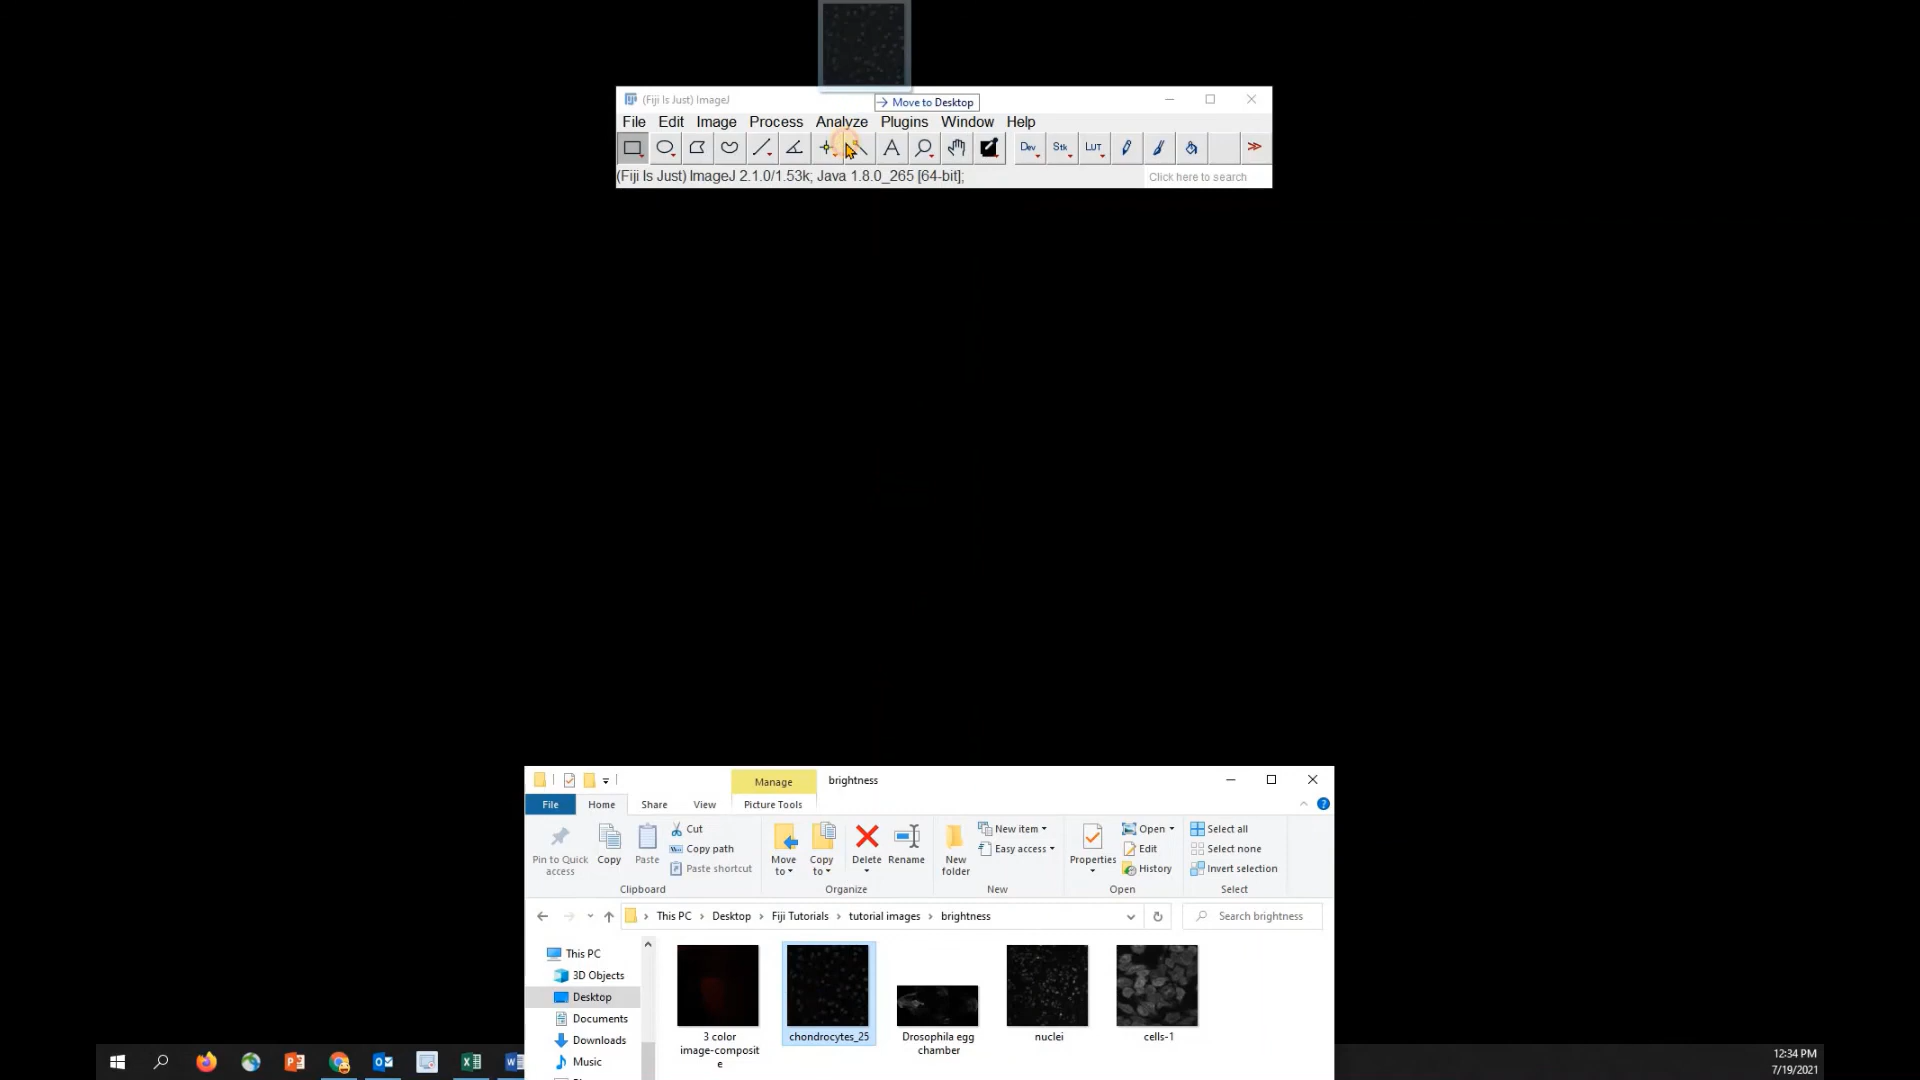 Move to Desktop
(Fiji Is Just) ImageJ
File Edit Image Process Analyze Plugins Window Help
Dev Stk LUT
(Fiji Is Just) ImageJ 2.1.0/1.53k; Java 1.8.0_265 [64-bit];
Click here to search
Manage brightness
File Home Share View Picture Tools
Pin to Quick access
Copy
Paste
Cut
Copy path
Paste shortcut
Move to
Copy to
Delete
Rename
New folder
New item
Easy access
Properties
Open
Edit
History
Select all
Select none
Invert selection
Clipboard Organize New Open Select
This PC Desktop Fiji Tutorials tutorial images brightness
Search brightness
This PC
3D Objects
Desktop
Documents
Downloads
Music
3 color
image-composit
e
chondrocytes_25
Drosophila egg
chamber
nuclei
cells-1
12:34 PM
7/19/2021